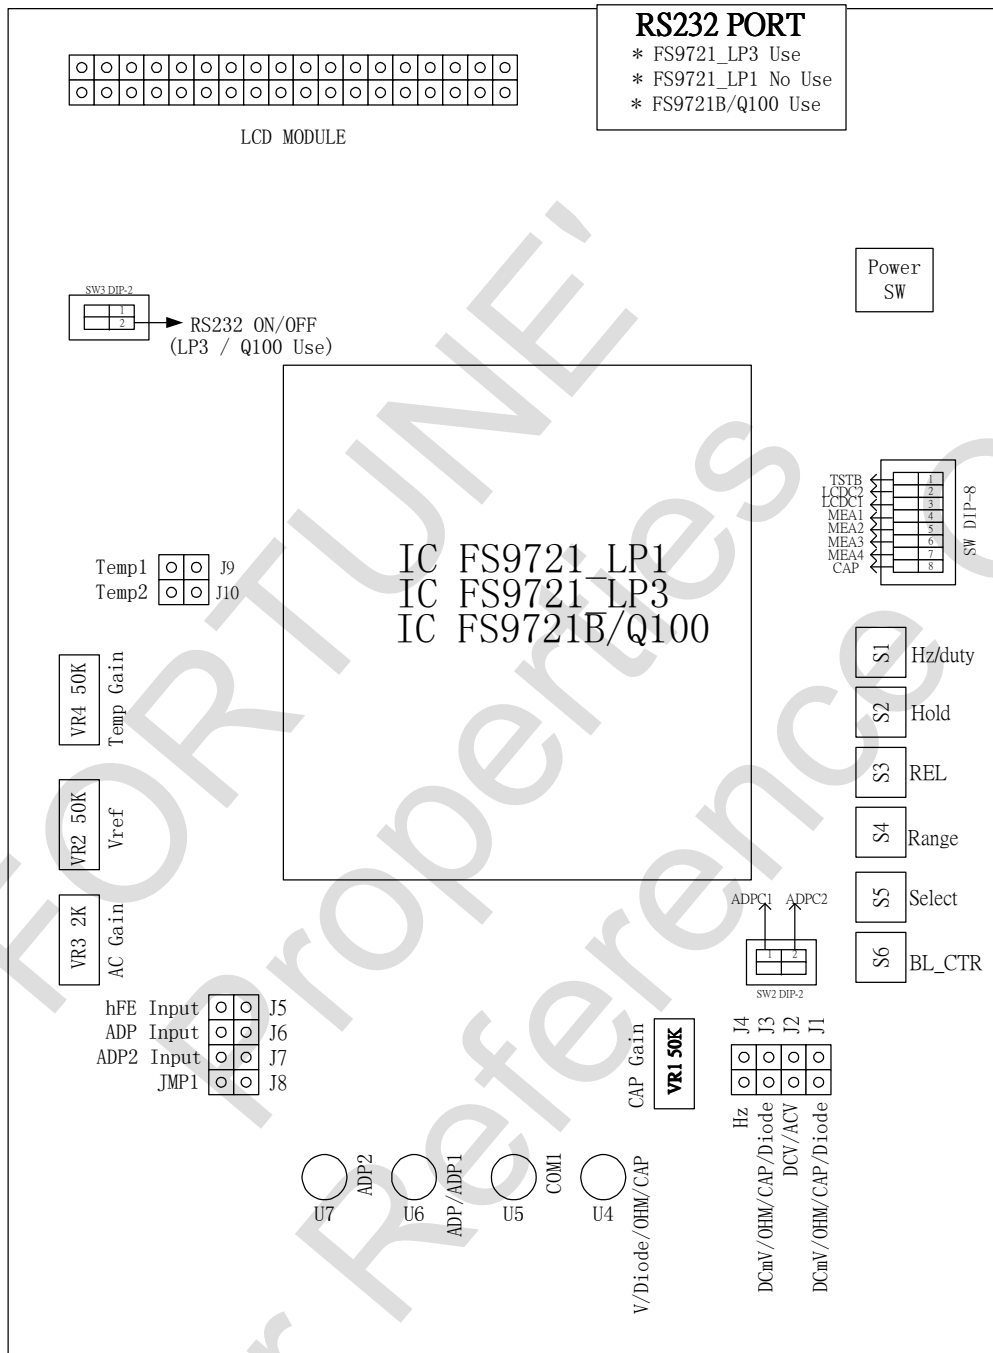 RS232 PORT
* FS9721_LP3 Use
* FS9721_LP1 No Use
* FS9721B/Q100 Use
LCD MODULE
Power
SW
SW3 DIP-2
1
2
RS232 ON/OFF
(LP3 / Q100 Use)
TSTB 1
LCDC2 2
LCDC1 3
MEA1 4
MEA2 5
MEA3 6
MEA4 7
CAP 8
SW DIP-8
IC FS9721_LP1
IC FS9721_LP3
IC FS9721B/Q100
Temp1 J9
Temp2 J10
VR4 50K
Temp Gain
VR2 50K
Vref
VR3 2K
AC Gain
S1 Hz/duty
S2 Hold
S3 REL
S4 Range
S5 Select
S6 BL_CTR
ADPC1 ADPC2
1 2
SW2 DIP-2
hFE Input J5
ADP Input J6
ADP2 Input J7
JMP1 J8
CAP Gain
VR1 50K
J4
J3
J2
J1
Hz
DCmV/OHM/CAP/Diode
DCV/ACV
DCmV/OHM/CAP/Diode
U7
ADP2
U6
ADP/ADP1
U5
COM1
U4
V/Diode/OHM/CAP
FORTUNE'
Properties
Reference